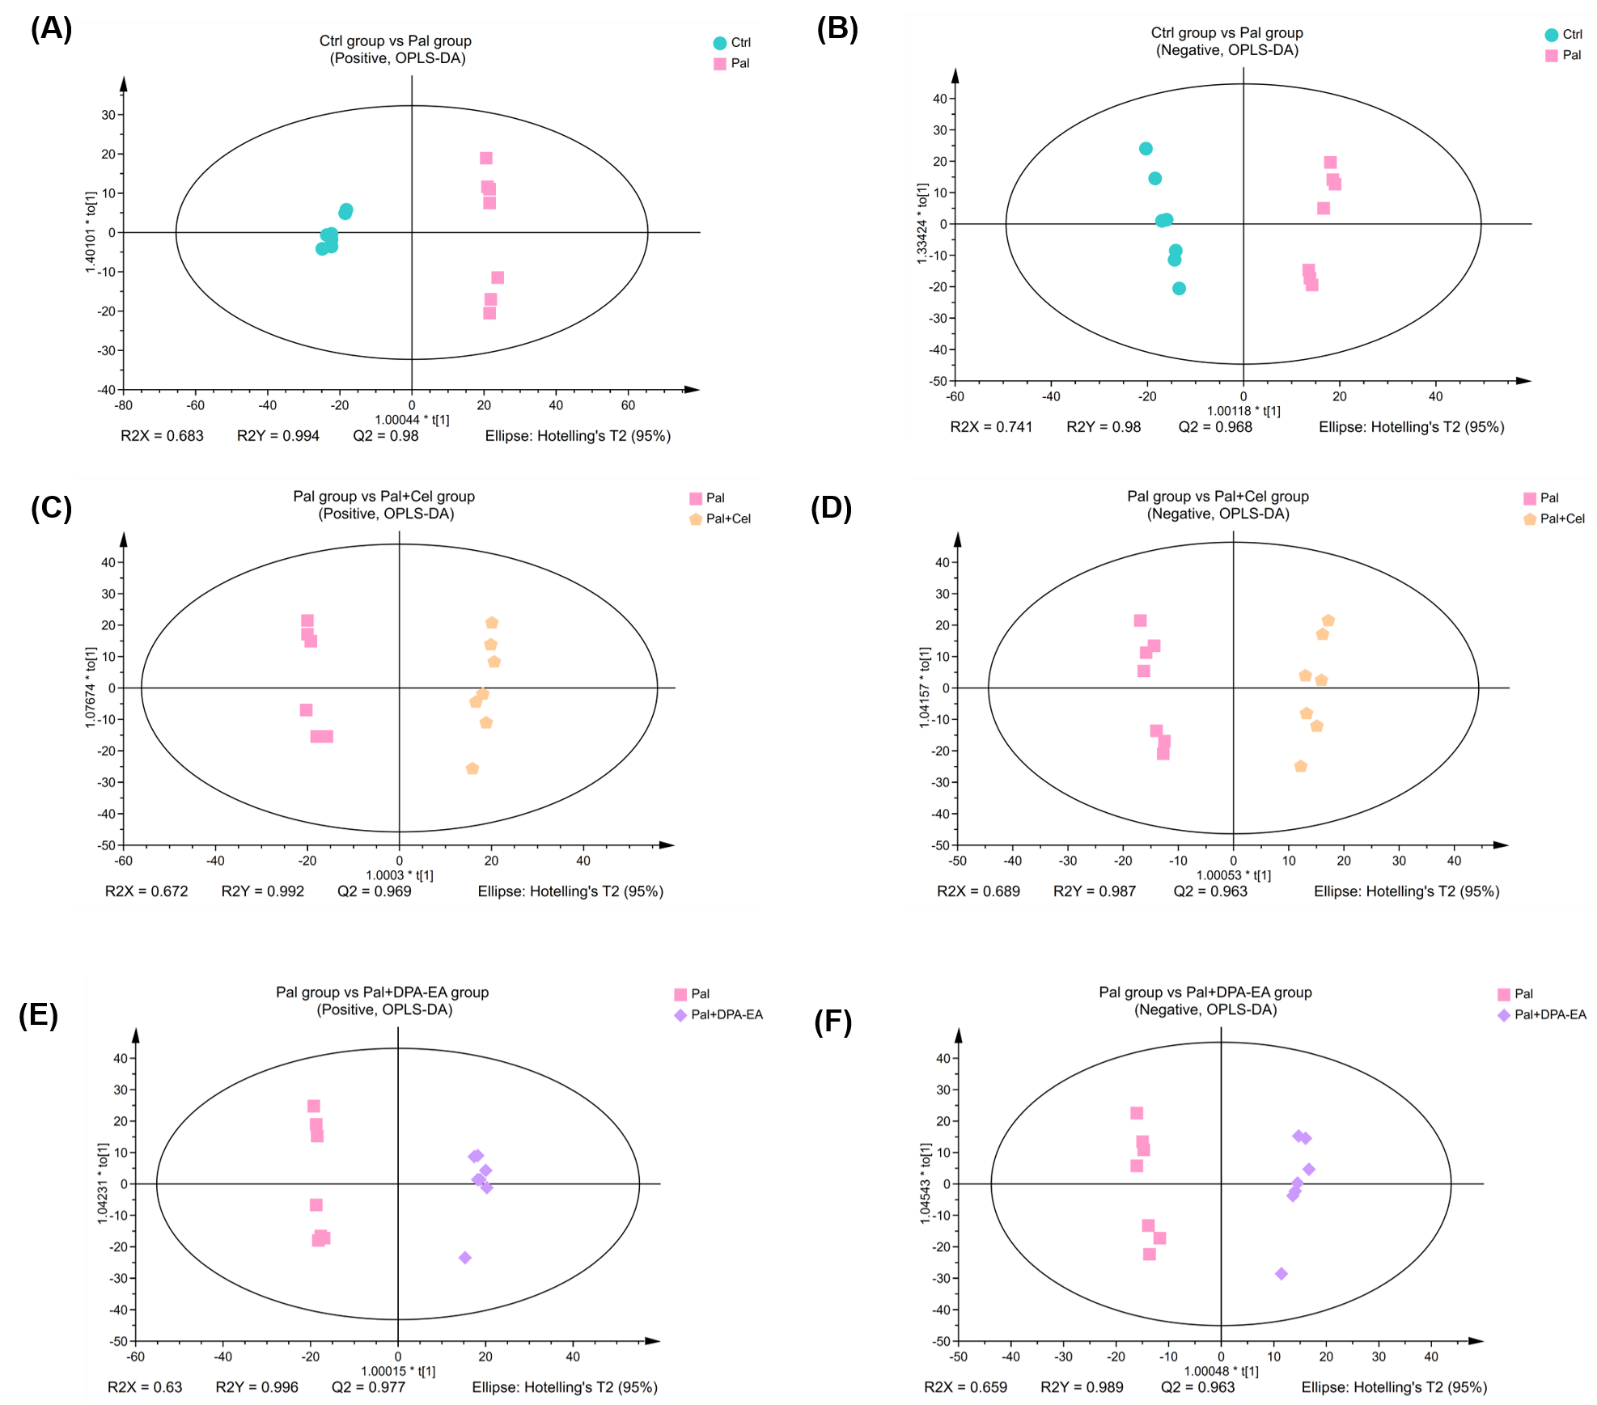 (A)
Ctrl group vs Pal group
(Positive, OPLS-DA)
Ctrl
Pal
30
20
10
0
-10
-20
-30
-40
1.40101 * to[1]
-80 -60 -40 -20 0 20 40 60
1.00044 * t[1]
R2X = 0.683 R2Y = 0.994 Q2 = 0.98 Ellipse: Hotelling's T2 (95%)
(B)
Ctrl group vs Pal group
(Negative, OPLS-DA)
Ctrl
Pal
40
30
20
10
0
-10
-20
-30
-40
-50
1.33424 * to[1]
-60 -40 -20 0 20 40
1.00118 * t[1]
R2X = 0.741 R2Y = 0.98 Q2 = 0.968 Ellipse: Hotelling's T2 (95%)
(C)
Pal group vs Pal+Cel group
(Positive, OPLS-DA)
Pal
Pal+Cel
40
30
20
10
0
-10
-20
-30
-40
-50
1.07674 * to[1]
-60 -40 -20 0 20 40
1.0003 * t[1]
R2X = 0.672 R2Y = 0.992 Q2 = 0.969 Ellipse: Hotelling's T2 (95%)
(D)
Pal group vs Pal+Cel group
(Negative, OPLS-DA)
Pal
Pal+Cel
40
30
20
10
0
-10
-20
-30
-40
-50
1.04157 * to[1]
-50 -40 -30 -20 -10 0 10 20 30 40
1.00053 * t[1]
R2X = 0.689 R2Y = 0.987 Q2 = 0.963 Ellipse: Hotelling's T2 (95%)
(E)
Pal group vs Pal+DPA-EA group
(Positive, OPLS-DA)
Pal
Pal+DPA-EA
40
30
20
10
0
-10
-20
-30
-40
-50
1.04231 * to[1]
-60 -40 -20 0 20 40
1.00015 * t[1]
R2X = 0.63 R2Y = 0.996 Q2 = 0.977 Ellipse: Hotelling's T2 (95%)
(F)
Pal group vs Pal+DPA-EA group
(Negative, OPLS-DA)
Pal
Pal+DPA-EA
40
30
20
10
0
-10
-20
-30
-40
-50
1.04543 * to[1]
-50 -40 -30 -20 -10 0 10 20 30 40
1.00048 * t[1]
R2X = 0.659 R2Y = 0.989 Q2 = 0.963 Ellipse: Hotelling's T2 (95%)